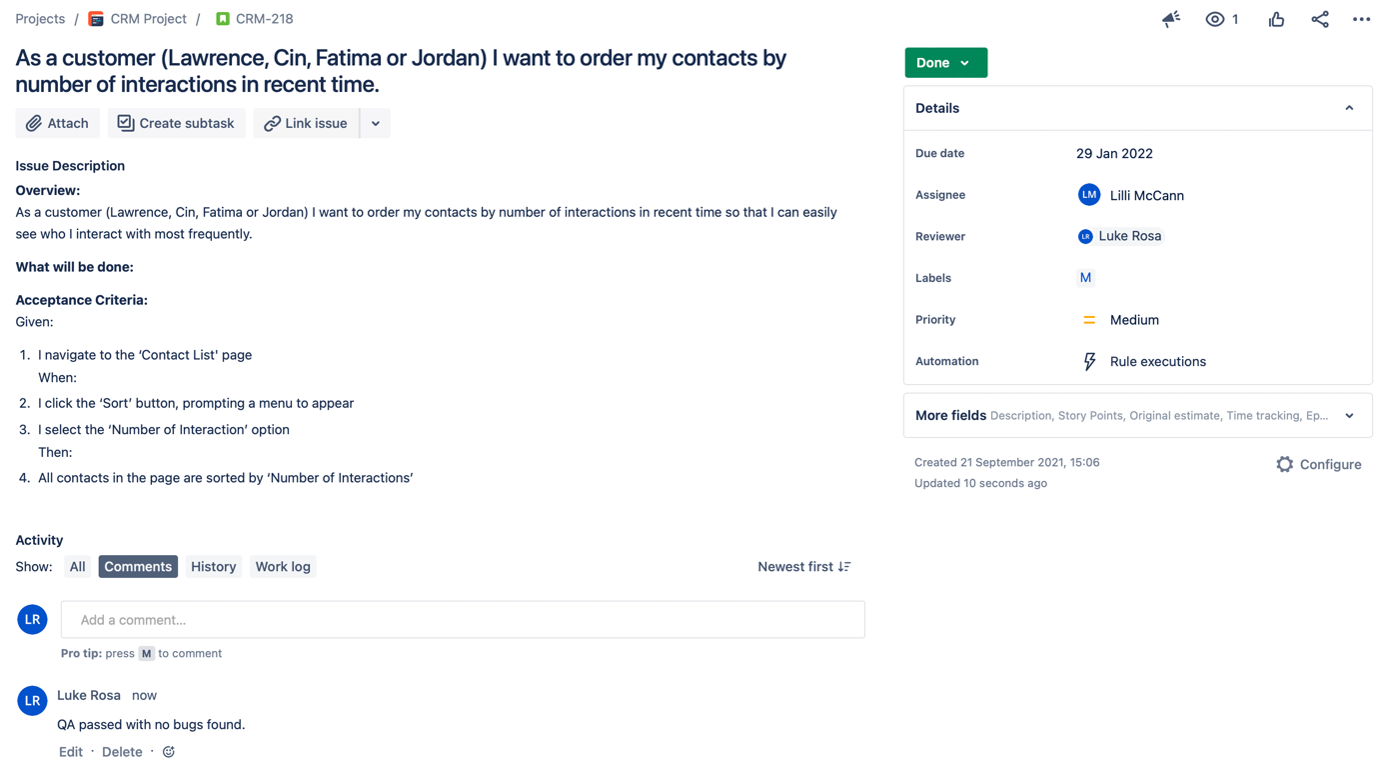 Projects / CRM Project / CRM-218
1
As a customer (Lawrence, Cin, Fatima or Jordan) I want to order my contacts by
number of interactions in recent time.
Attach Create subtask Link issue
Issue Description
Overview:
As a customer (Lawrence, Cin, Fatima or Jordan) I want to order my contacts by number of interactions in recent time so that I can easily
see who I interact with most frequently.
What will be done:
Acceptance Criteria:
Given:
1. I navigate to the ‘Contact List' page
When:
2. I click the ‘Sort’ button, prompting a menu to appear
3. I select the ‘Number of Interaction’ option
Then:
4. All contacts in the page are sorted by ‘Number of Interactions’
Activity
Show: All Comments History Work log Newest first
LR Add a comment...
Pro tip: press M to comment
LR Luke Rosa now
QA passed with no bugs found.
Edit · Delete ·
Done
Details
Due date 29 Jan 2022
Assignee LM Lilli McCann
Reviewer LR Luke Rosa
Labels M
Priority Medium
Automation Rule executions
More fields Description, Story Points, Original estimate, Time tracking, Ep...
Created 21 September 2021, 15:06 Configure
Updated 10 seconds ago